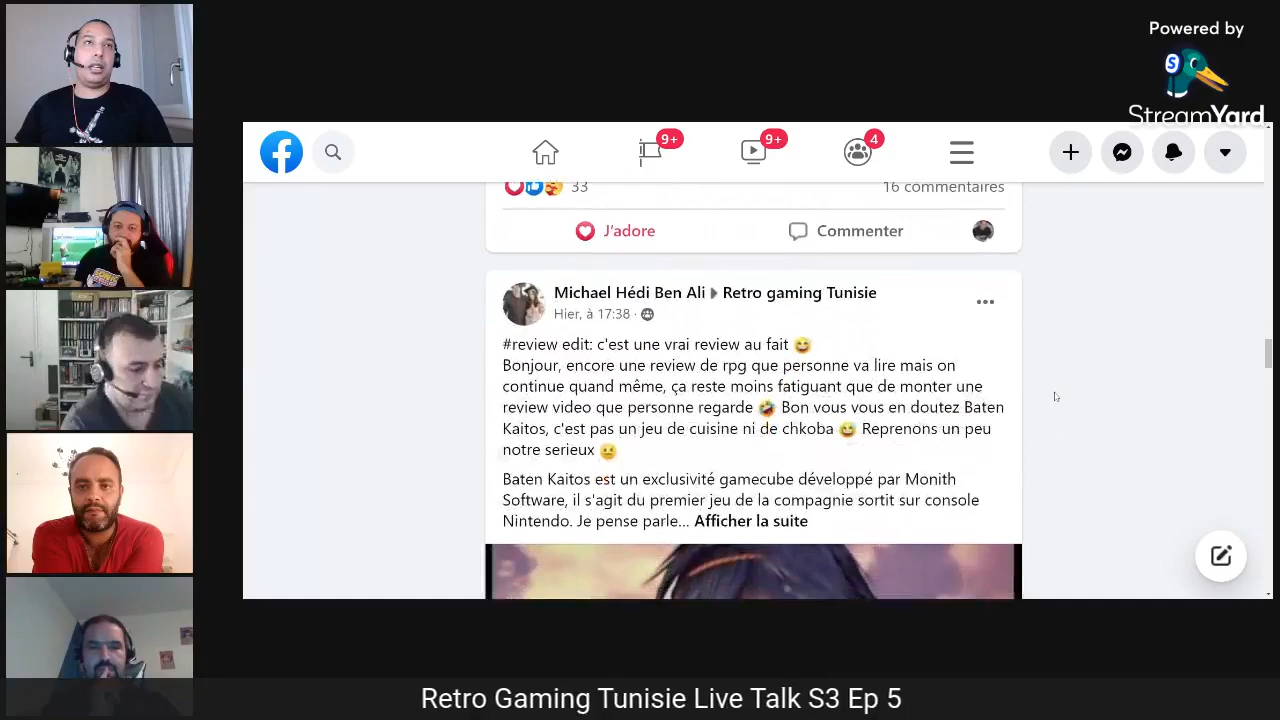 Powered by
StreamYard
9+
9+
4
33
16 commentaires
J'adore
Commenter
Michael Hédi Ben Ali Retro gaming Tunisie
Hier, à 17:38 ·
#review edit: c'est une vrai review au fait
Bonjour, encore une review de rpg que personne va lire mais on
continue quand même, ça reste moins fatiguant que de monter une
review video que personne regarde Bon vous vous en doutez Baten
Kaitos, c'est pas un jeu de cuisine ni de chkoba Reprenons un peu
notre serieux
Baten Kaitos est un exclusivité gamecube développé par Monith
Software, il s'agit du premier jeu de la compagnie sortit sur console
Nintendo. Je pense parle... Afficher la suite
Retro Gaming Tunisie Live Talk S3 Ep 5